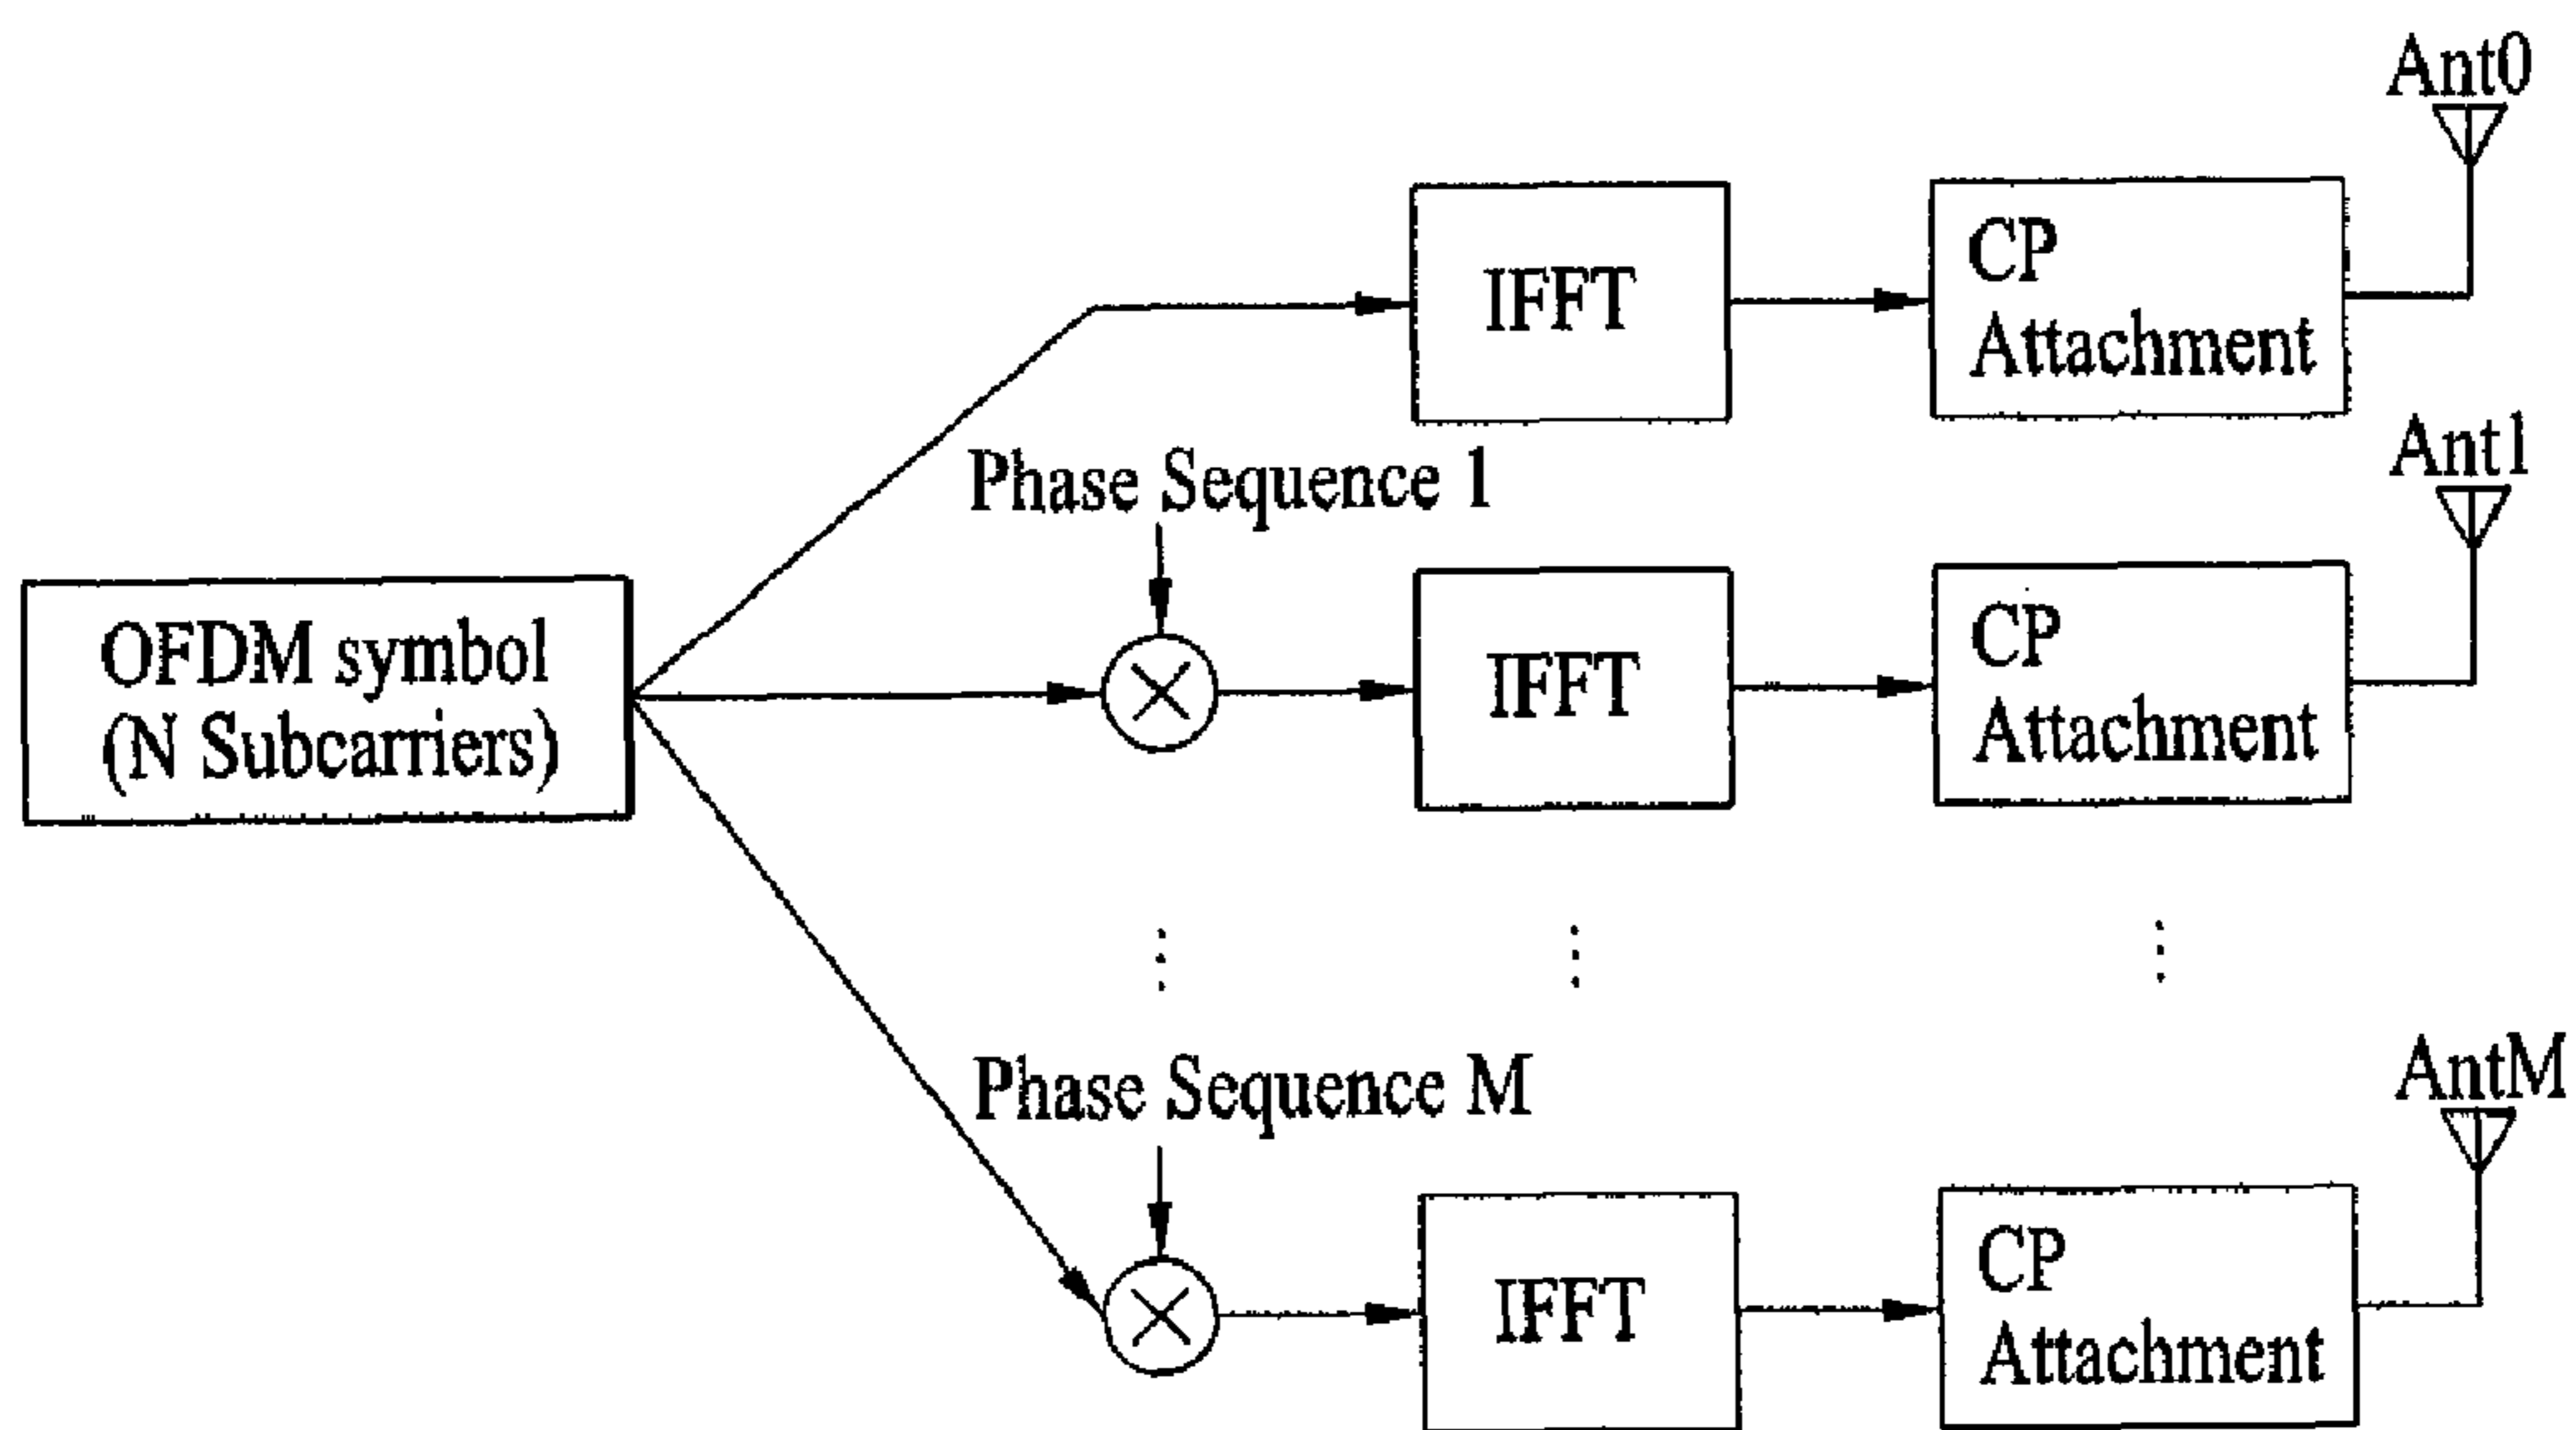 Ant0
IFFT
CP
Attachment
Ant1
Phase Sequence 1
OFDM symbol
(N Subcarriers)
IFFT
CP
Attachment
AntM
Phase Sequence M
IFFT
CP
Attachment